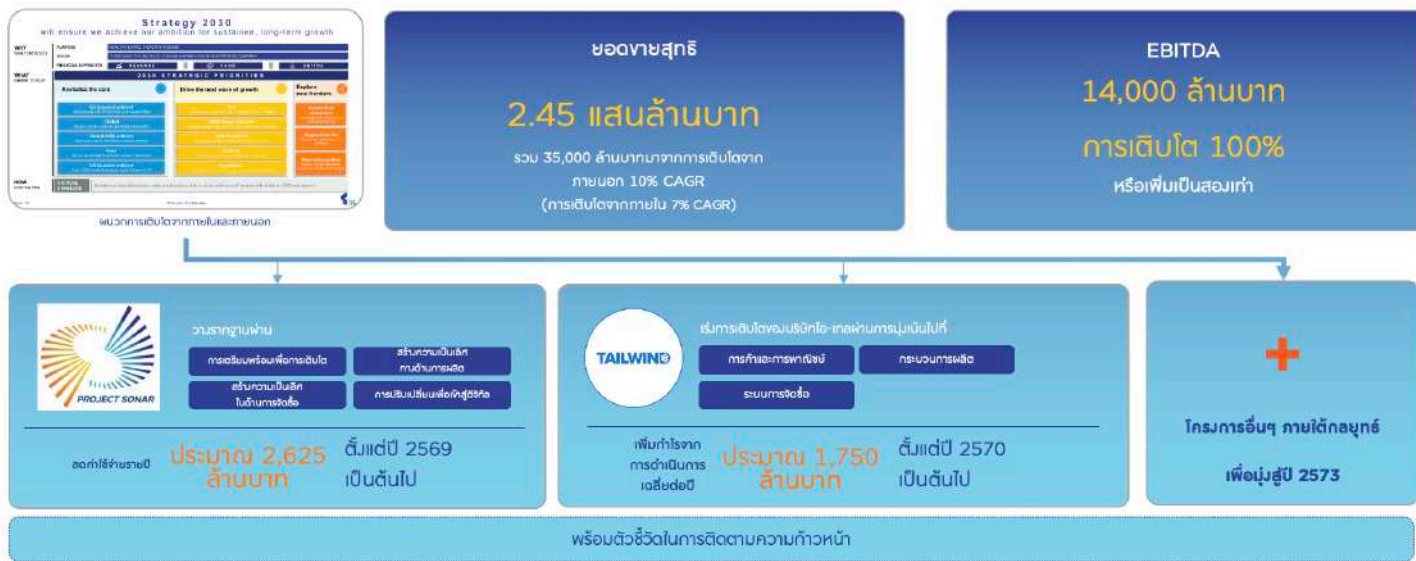 Strategy 2030
will ensure we achieve our ambition for sustained, long-term growth
WHY
PURPOSE
WHAT
2030 STRATEGIC PRIORITIES
Revitalize the core
Drive the next wave of growth
Explore new frontiers
HOW
ผนวกการเติบโตจากภายในและภายนอก
ยอดขายสุทธิ
2.45 แสนล้านบาท
รวม 35,000 ล้านบาทมาจากการเติบโตจาก
ภายนอก 10% CAGR
(การเติบโตจากภายใน 7% CAGR)
EBITDA
14,000 ล้านบาท
การเติบโต 100%
หรือเพิ่มเป็นสองเท่า
PROJECT SONAR
วางรากฐานผ่าน
การเตรียมพร้อมเพื่อการเติบโต
สร้างความเป็นเลิศ
ทางด้านการผลิต
สร้างความเป็นเลิศ
ในด้านการจัดซื้อ
การปรับเปลี่ยนเพื่อเข้าสู่ดิจิทัล
ลดค่าใช้จ่ายรายปี
ประมาณ 2,625
ล้านบาท
ตั้งแต่ปี 2569
เป็นต้นไป
TAILWIND
เร่งการเติบโตของบริษัทไอ-เทลผ่านการมุ่งเน้นไปที่
การค้าและการพาณิชย์
กระบวนการผลิต
ระบบการจัดซื้อ
เพิ่มกำไรจาก
การดำเนินการ
เฉลี่ยต่อปี
ประมาณ 1,750
ล้านบาท
ตั้งแต่ปี 2570
เป็นต้นไป
+
โครงการอื่นๆ ภายใต้กลยุทธ์
เพื่อมุ่งสู่ปี 2573
พร้อมตัวชี้วัดในการติดตามความก้าวหน้า